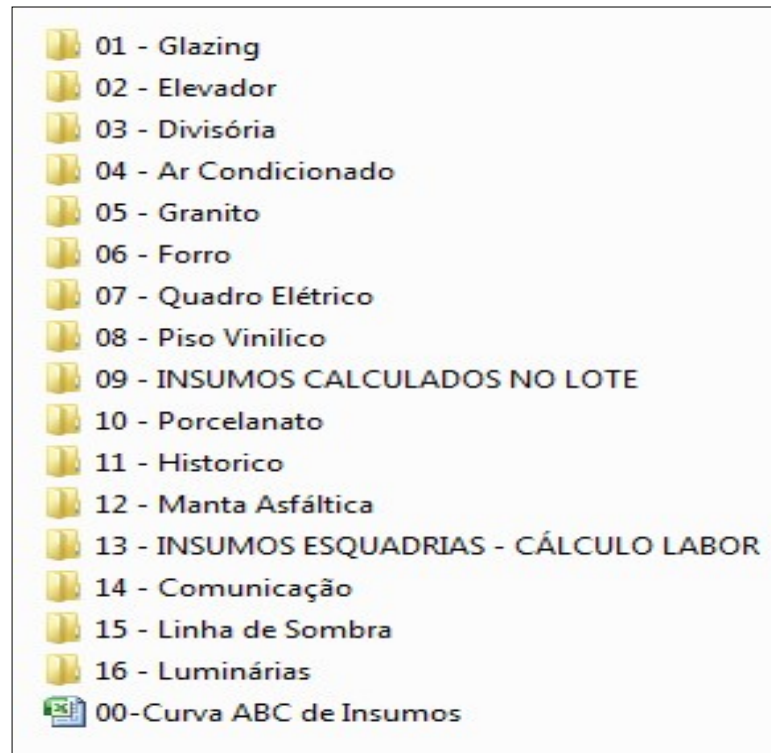 01 - Glazing
02 - Elevador
03 - Divisória
04 - Ar Condicionado
05 - Granito
06 - Forro
07 - Quadro Elétrico
08 - Piso Vinilico
09 - INSUMOS CALCULADOS NO LOTE
10 - Porcelanato
11 - Historico
12 - Manta Asfáltica
13 - INSUMOS ESQUADRIAS - CÁLCULO LABOR
14 - Comunicação
15 - Linha de Sombra
16 - Luminárias
00-Curva ABC de Insumos